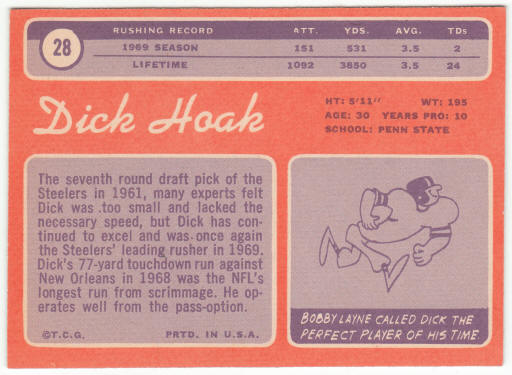 28
RUSHING RECORD ATT. YDS. AVG. TDs
1969 SEASON 151 531 3.5 2
LIFETIME 1092 3850 3.5 24
Dick Hoak
HT: 5'11" WT: 195
AGE: 30 YEARS PRO: 10
SCHOOL: PENN STATE
The seventh round draft pick of the
Steelers in 1961, many experts felt
Dick was too small and lacked the
necessary speed, but Dick has con-
tinued to excel and was once again
the Steelers' leading rusher in 1969.
Dick's 77-yard touchdown run against
New Orleans in 1968 was the NFL's
longest run from scrimmage. He op-
erates well from the pass-option.
©T.C.G. PRTD. IN U.S.A.
BOBBY LAYNE CALLED DICK THE
PERFECT PLAYER OF HIS TIME